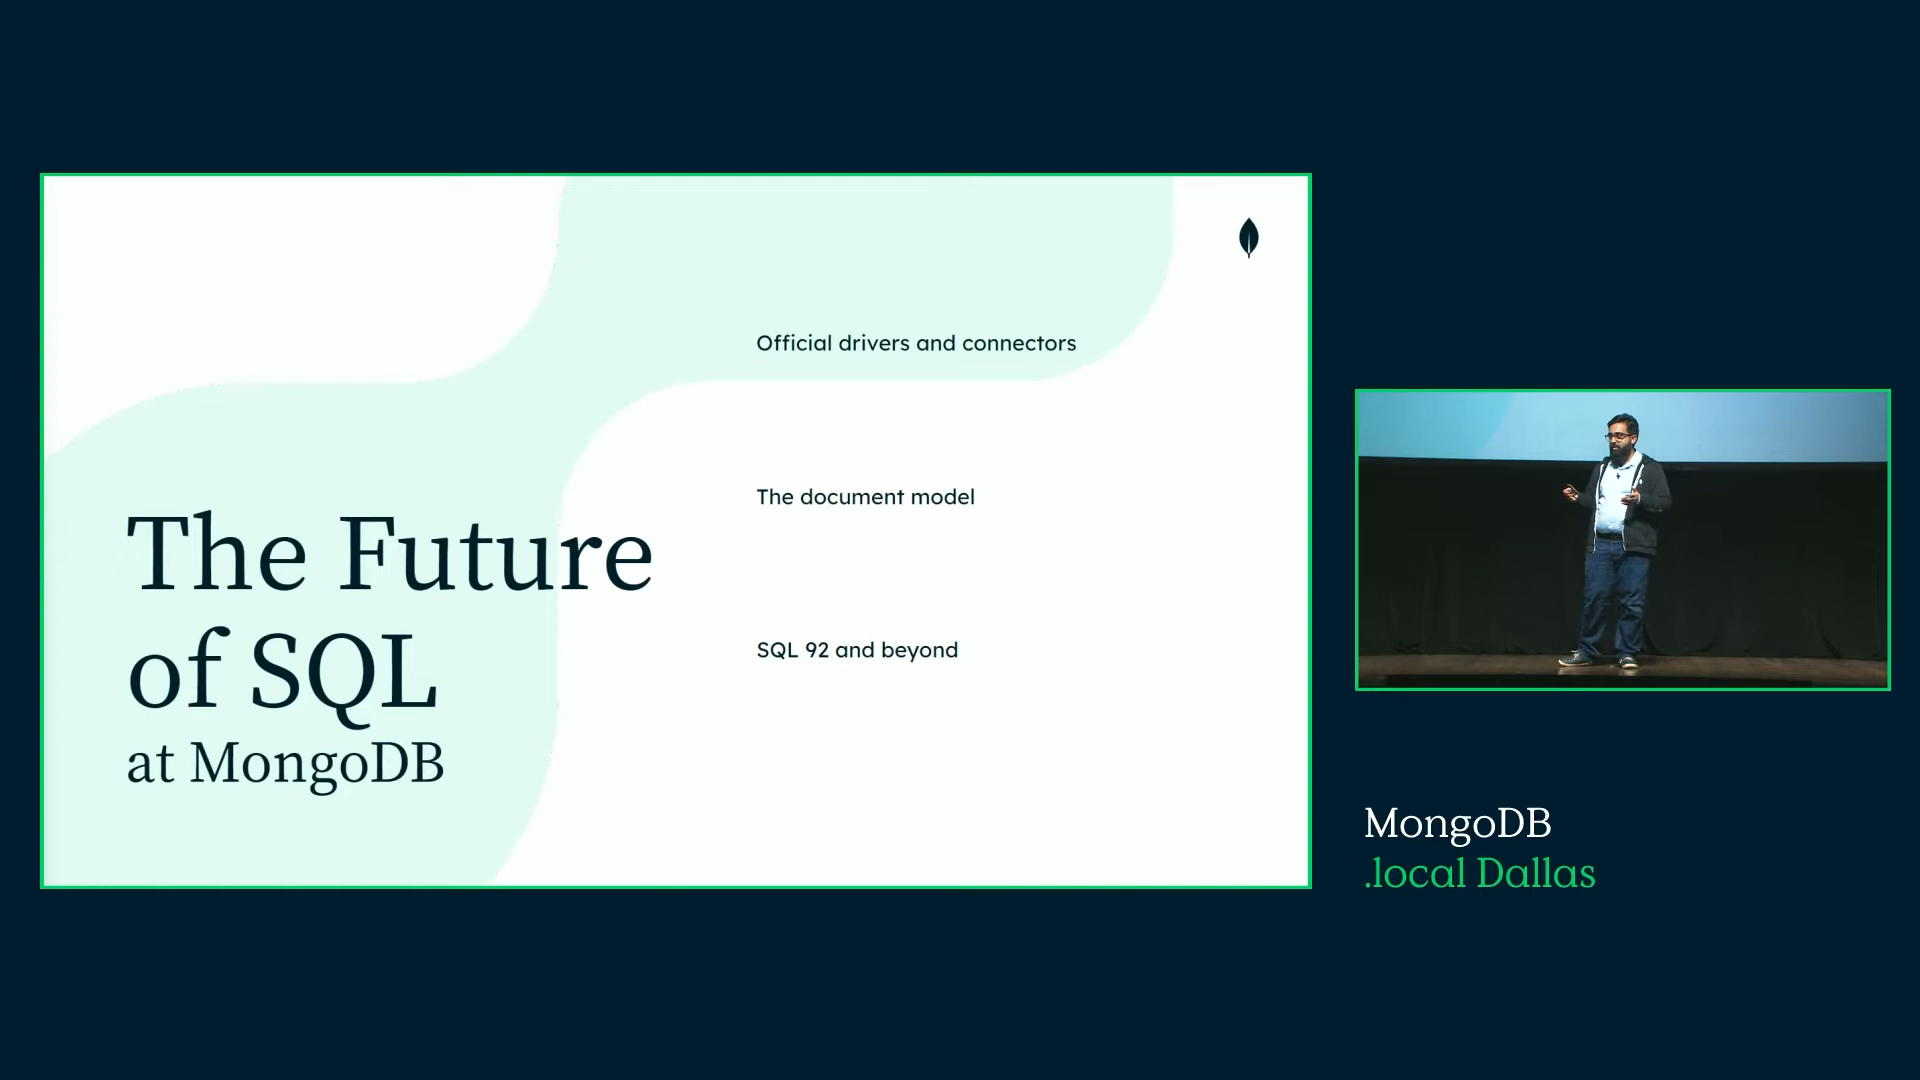 The Future
of SQL
at MongoDB
Official drivers and connectors
The document model
SQL 92 and beyond
MongoDB
.local Dallas